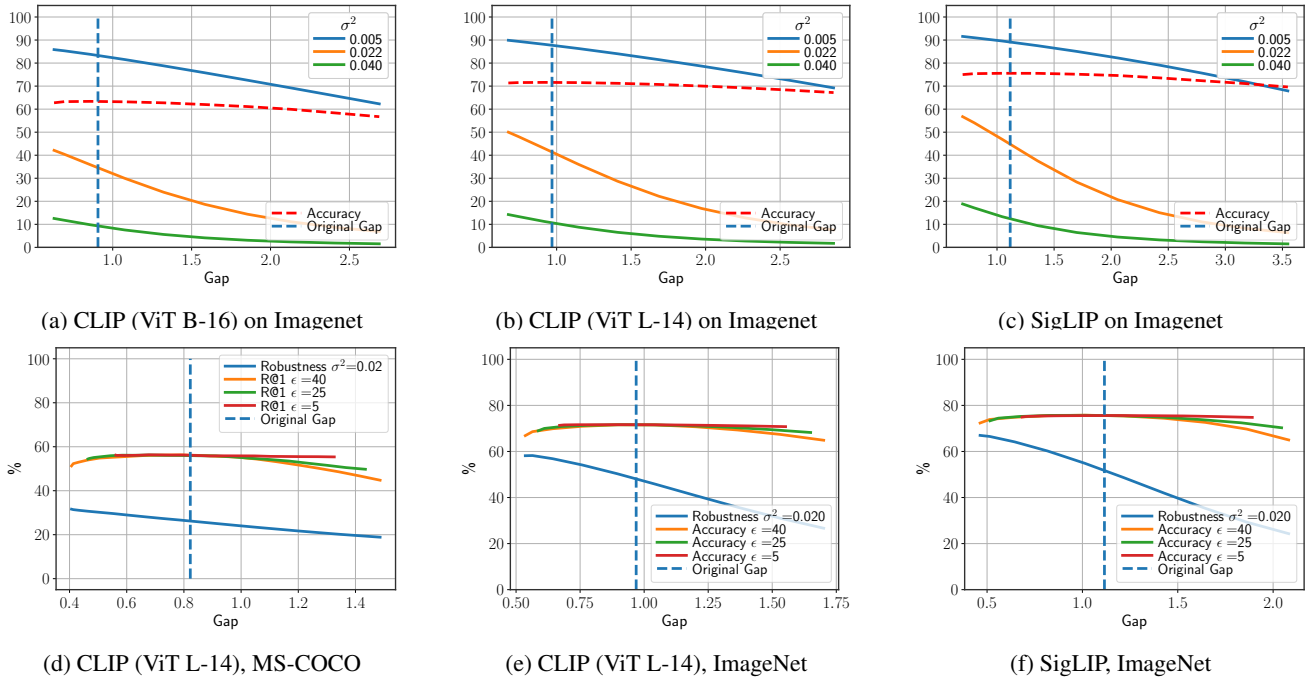 100
90
80
70
60
50
40
30
20
10
0
σ²
0.005
0.022
0.040
Accuracy
Original Gap
1.0 1.5 2.0 2.5
Gap
(a) CLIP (ViT B-16) on Imagenet
100
90
80
70
60
50
40
30
20
10
0
σ²
0.005
0.022
0.040
Accuracy
Original Gap
1.0 1.5 2.0 2.5
Gap
(b) CLIP (ViT L-14) on Imagenet
100
90
80
70
60
50
40
30
20
10
0
σ²
0.005
0.022
0.040
Accuracy
Original Gap
1.0 1.5 2.0 2.5 3.0 3.5
Gap
(c) SigLIP on Imagenet
%
100
80
60
40
20
0
Robustness σ²=0.02
R@1 ϵ =40
R@1 ϵ =25
R@1 ϵ =5
Original Gap
0.4 0.6 0.8 1.0 1.2 1.4
Gap
(d) CLIP (ViT L-14), MS-COCO
%
100
80
60
40
20
0
Robustness σ²=0.020
Accuracy ϵ =40
Accuracy ϵ =25
Accuracy ϵ =5
Original Gap
0.50 0.75 1.00 1.25 1.50 1.75
Gap
(e) CLIP (ViT L-14), ImageNet
%
100
80
60
40
20
0
Robustness σ²=0.020
Accuracy ϵ =40
Accuracy ϵ =25
Accuracy ϵ =5
Original Gap
0.5 1.0 1.5 2.0
Gap
(f) SigLIP, ImageNet